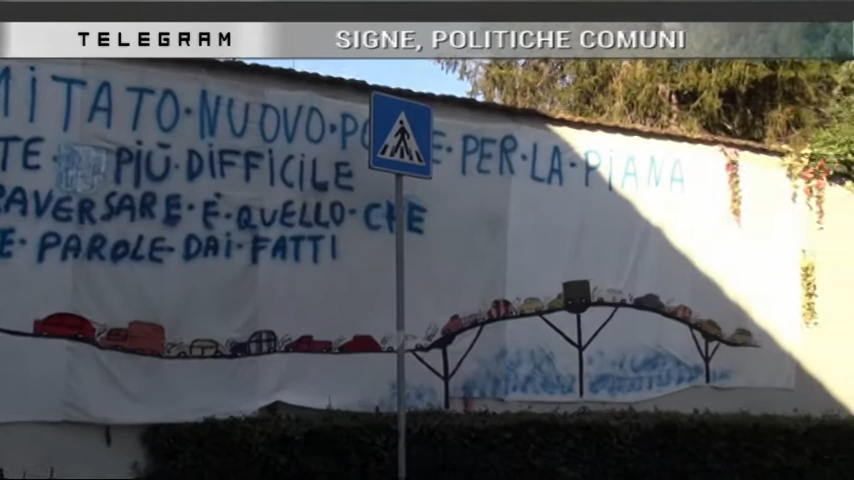 TELEGRAM
SIGNE, POLITICHE COMUNI
MITATO·NUOVO·PO E·PER·LA·PIANA
TE· PIÙ·DIFFICILE
RAVERSARE·È·QUELLO·CHE
E·PAROLE DAI·FATTI